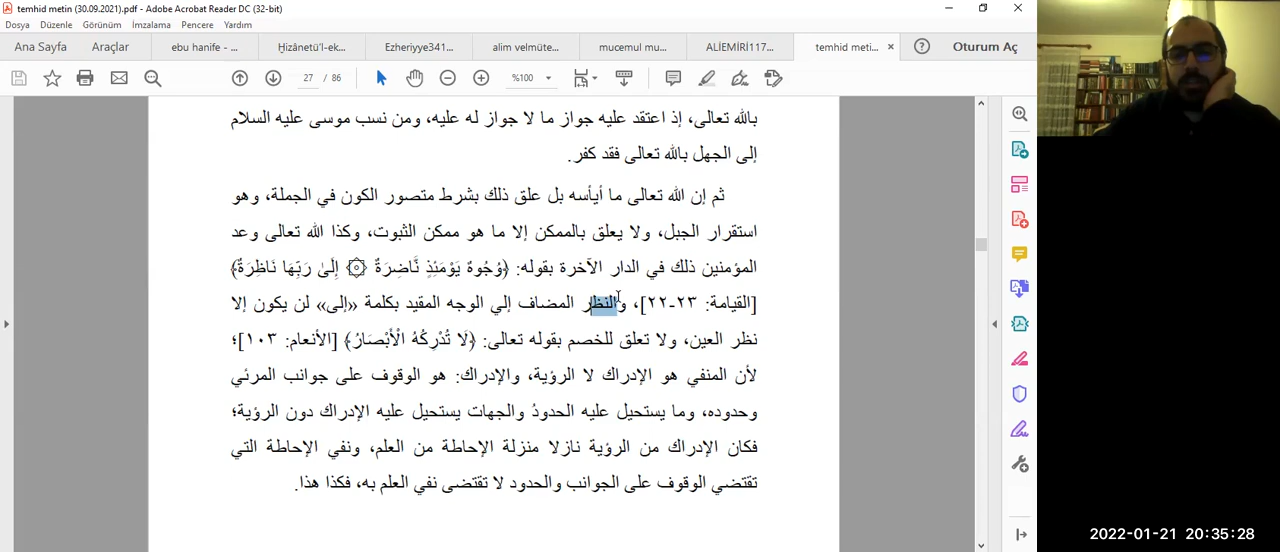 temhid metin (30.09.2021).pdf - Adobe Acrobat Reader DC (32-bit)
Dosya Düzenle Görünüm İmzalama Pencere Yardım
Ana Sayfa Araçlar ebu hanife - ... Ḫizânetü'l-ek... Ezheriyye341... alim velmüte... mucemul mu... ALİEMİRİ117... temhid meti... × Oturum Aç
27 / 86 %100
بالله تعالى، إذ اعتقد عليه جواز ما لا جواز له عليه، ومن نسب موسى عليه السلام
إلى الجهل بالله تعالى فقد كفر.
ثم إن الله تعالى ما أيأسه بل علق ذلك بشرط متصور الكون في الجملة، وهو
استقرار الجبل، ولا يعلق بالممكن إلا ما هو ممكن الثبوت، وكذا الله تعالى وعد
المؤمنين ذلك في الدار الآخرة بقوله: ﴿وُجُوهٌ يَوْمَئِذٍ نَّاضِرَةٌ ۞ إِلَىٰ رَبِّهَا نَاظِرَةٌ﴾
[القيامة: ٢٣-٢٢]، والنظر المضاف إلي الوجه المقيد بكلمة «إلى» لن يكون إلا
نظر العين، ولا تعلق للخصم بقوله تعالى: ﴿لَا تُدْرِكُهُ الْأَبْصَارُ﴾ [الأنعام: ١٠٣]؛
لأن المنفي هو الإدراك لا الرؤية، والإدراك: هو الوقوف على جوانب المرئي
وحدوده، وما يستحيل عليه الحدودُ والجهات يستحيل عليه الإدراك دون الرؤية؛
فكان الإدراك من الرؤية نازلا منزلة الإحاطة من العلم، ونفي الإحاطة التي
تقتضي الوقوف على الجوانب والحدود لا تقتضى نفي العلم به، فكذا هذا.
2022-01-21 20:35:28